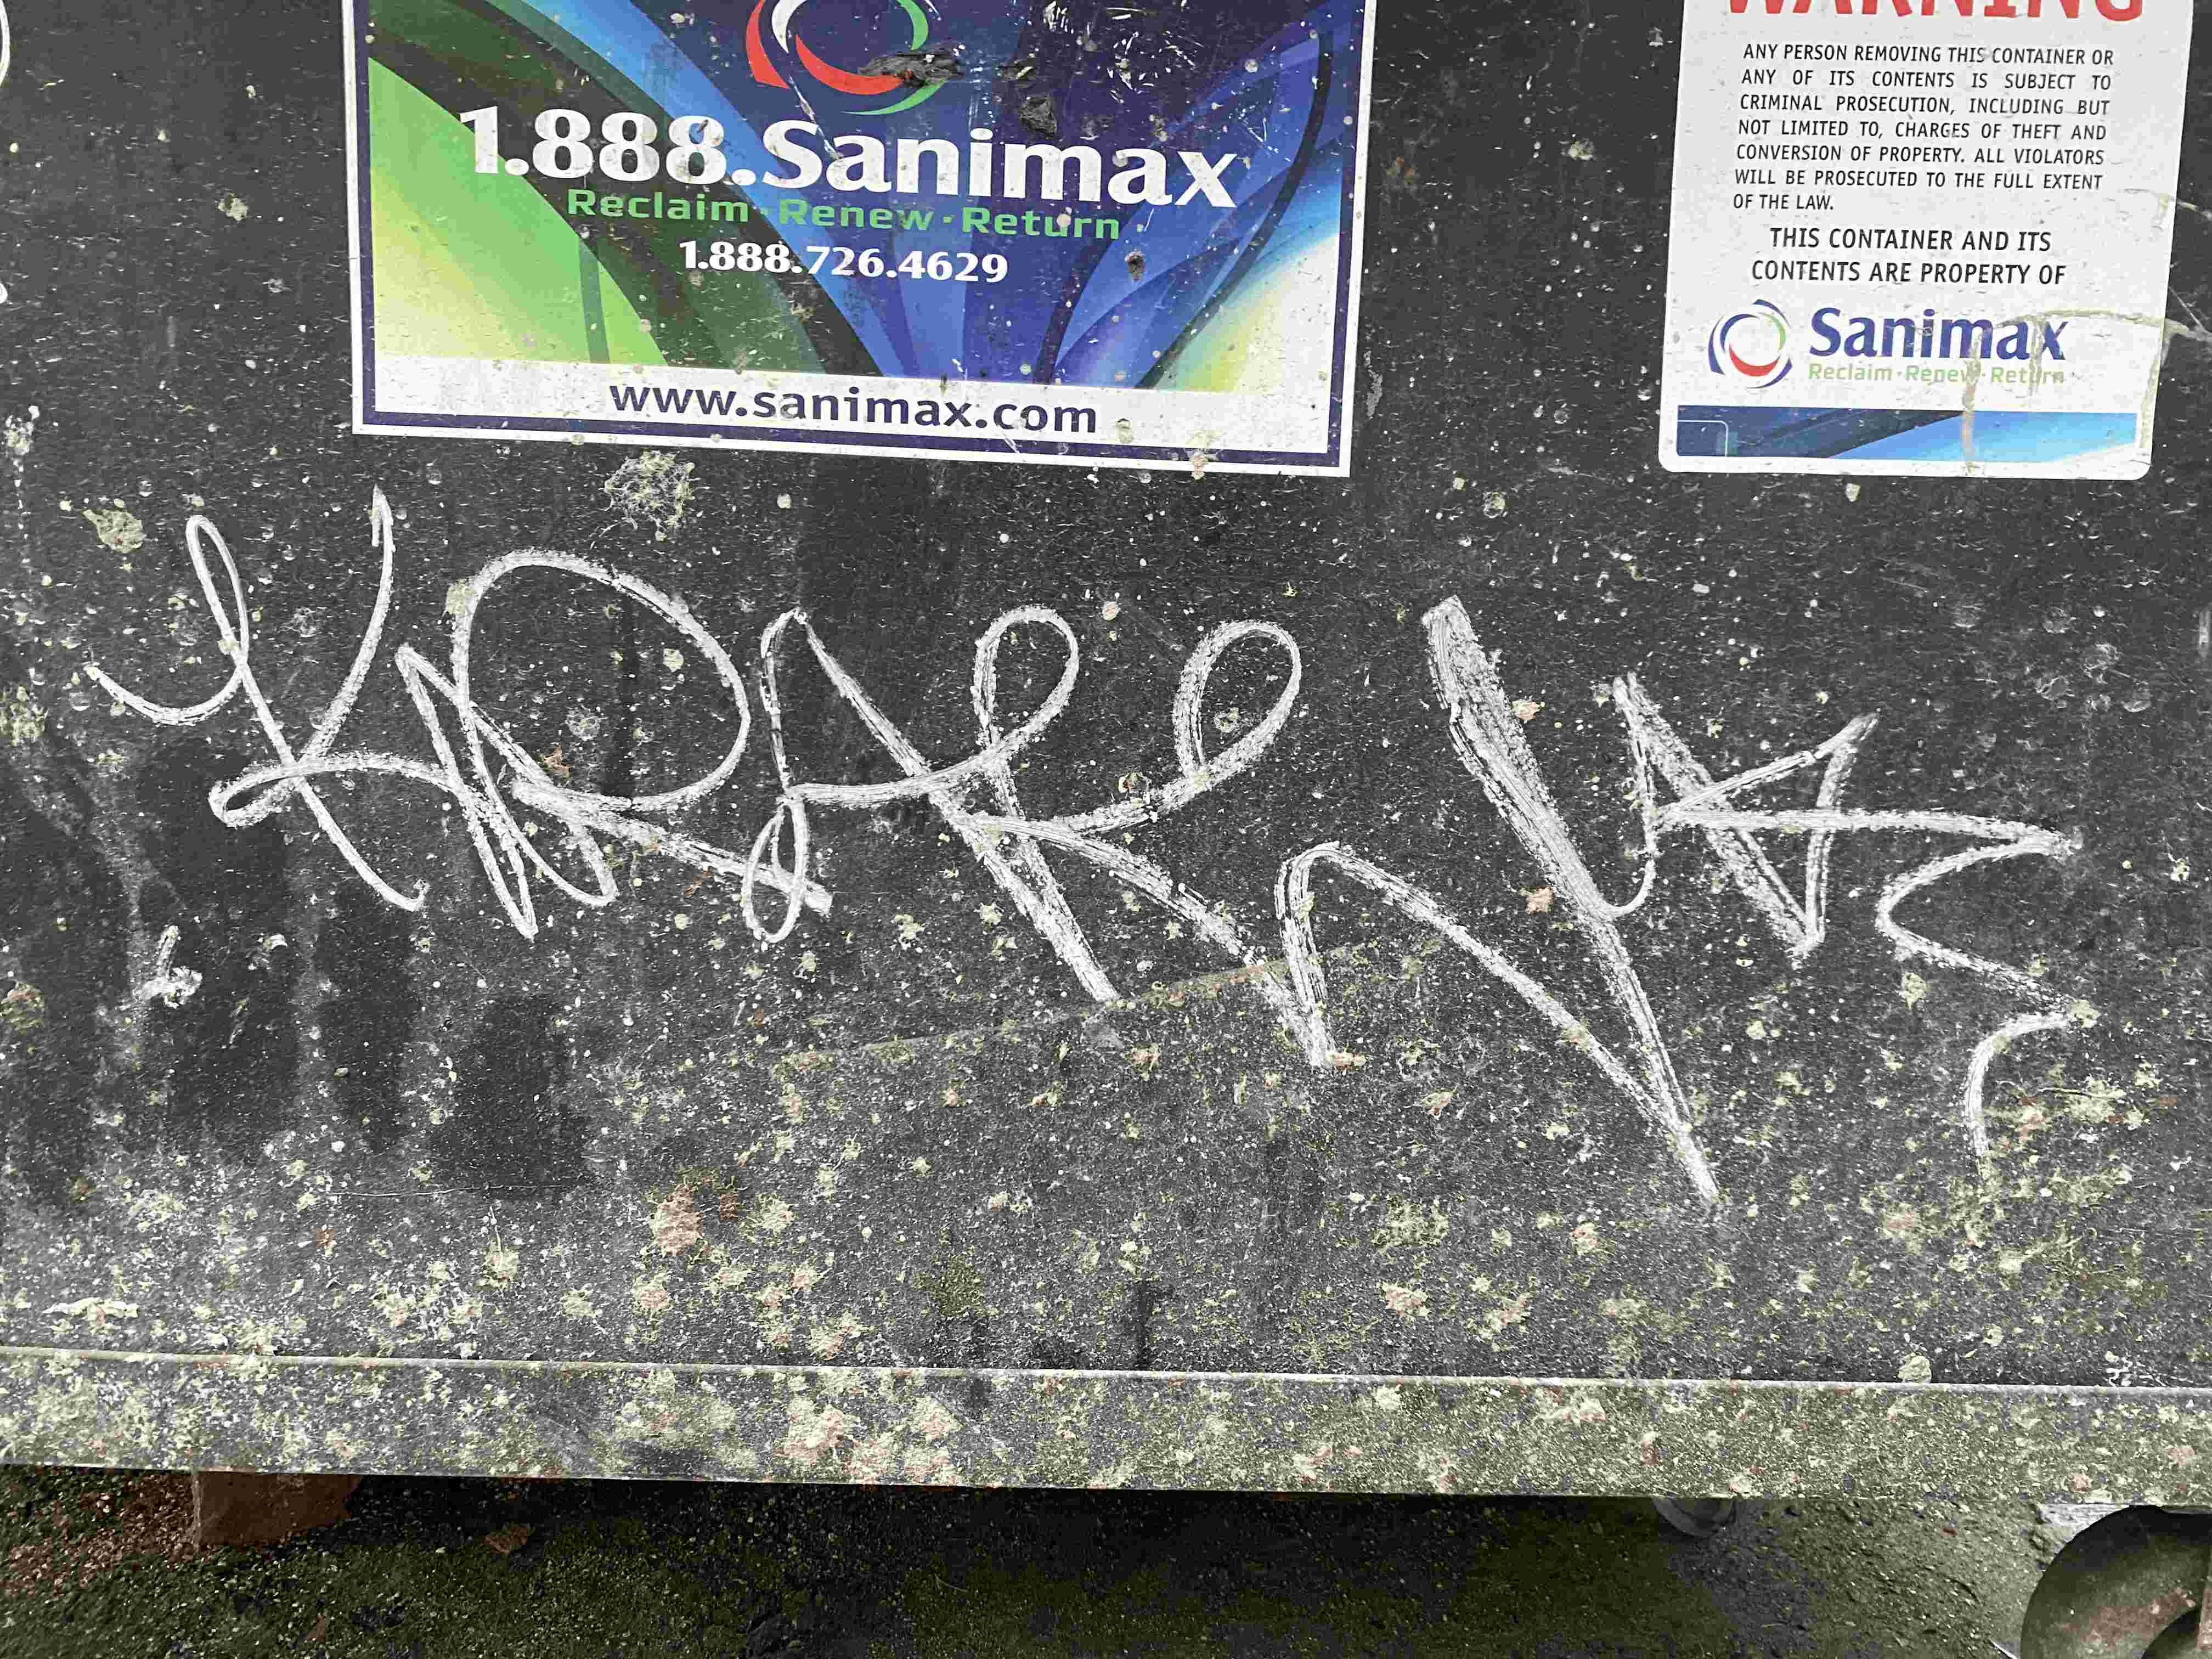 1.888.Sanimax
Reclaim · Renew · Return
1.888.726.4629
www.sanimax.com
WARNING
ANY PERSON REMOVING THIS CONTAINER OR
ANY OF ITS CONTENTS IS SUBJECT TO
CRIMINAL PROSECUTION, INCLUDING BUT
NOT LIMITED TO, CHARGES OF THEFT AND
CONVERSION OF PROPERTY. ALL VIOLATORS
WILL BE PROSECUTED TO THE FULL EXTENT
OF THE LAW.
THIS CONTAINER AND ITS
CONTENTS ARE PROPERTY OF
Sanimax
Reclaim · Renew · Return